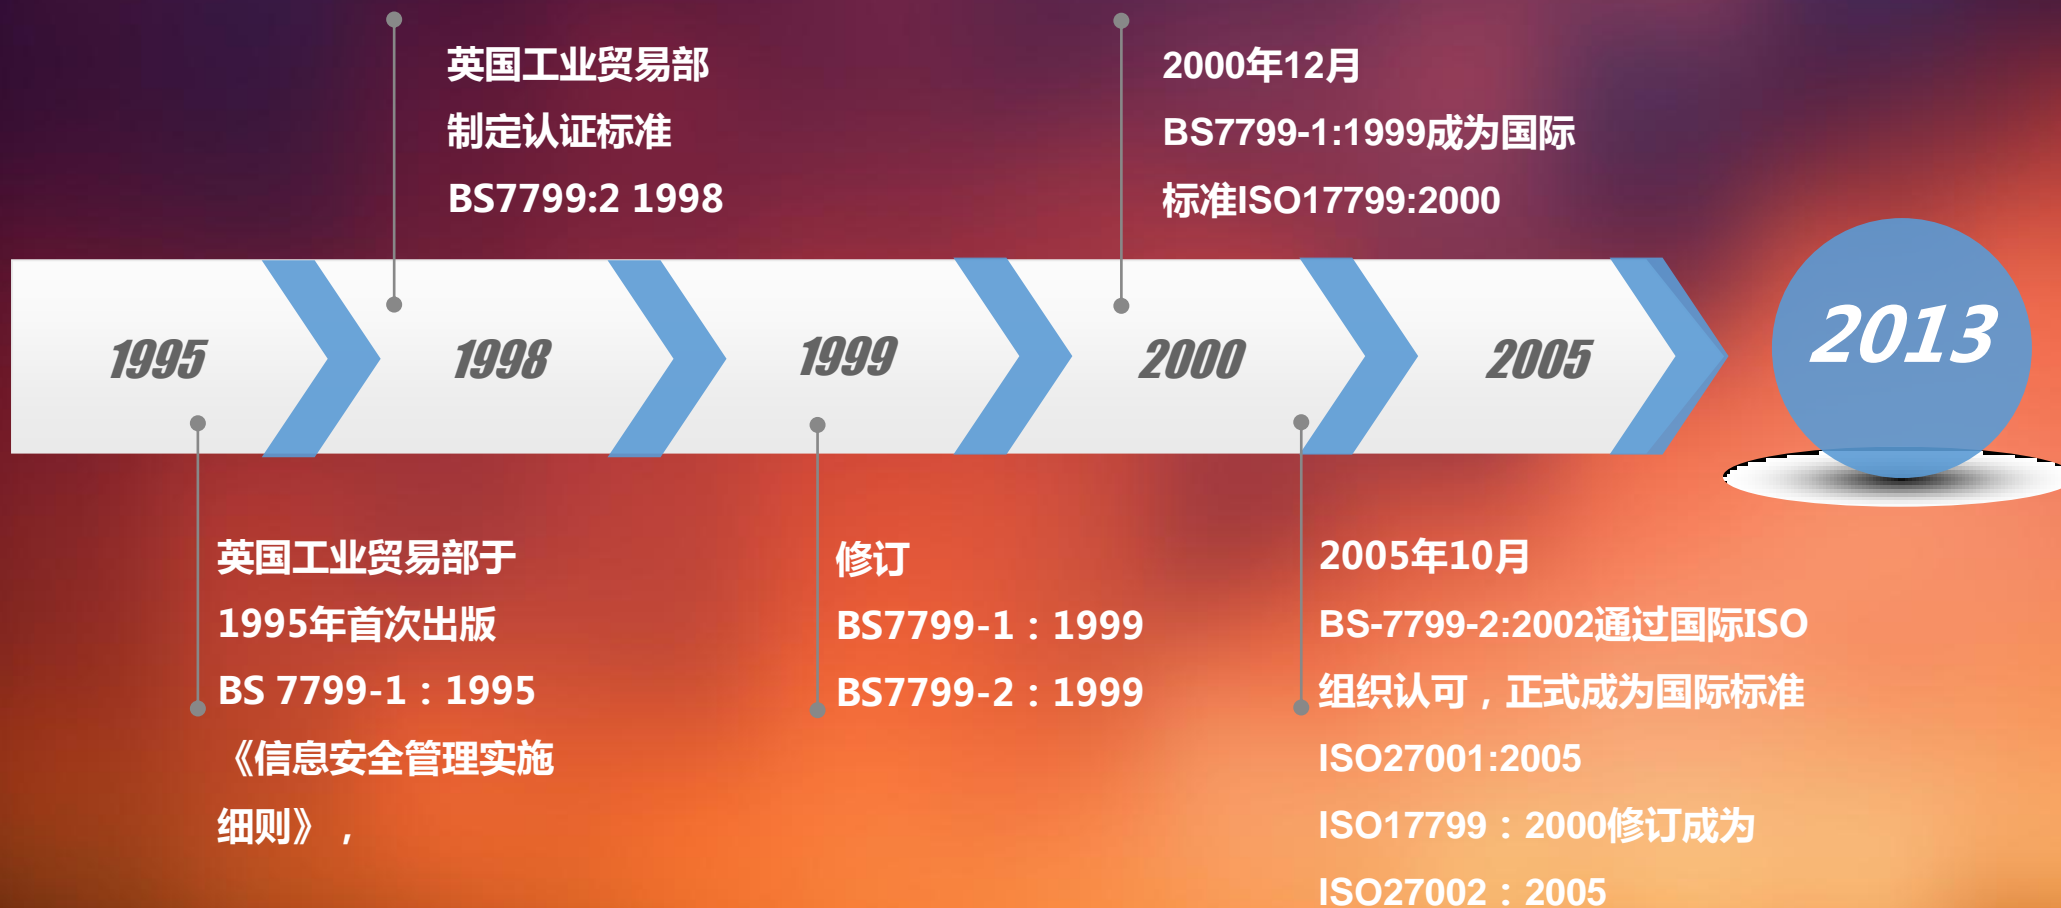 英国工业贸易部
制定认证标准
BS7799:2 1998
2000年12月
BS7799-1:1999成为国际
标准ISO17799:2000
1995
1998
1999
2000
2005
2013
英国工业贸易部于
1995年首次出版
BS 7799-1：1995
《信息安全管理实施
细则》，
修订
BS7799-1：1999
BS7799-2：1999
2005年10月
BS-7799-2:2002通过国际ISO
组织认可，正式成为国际标准
ISO27001:2005
ISO17799：2000修订成为
ISO27002：2005